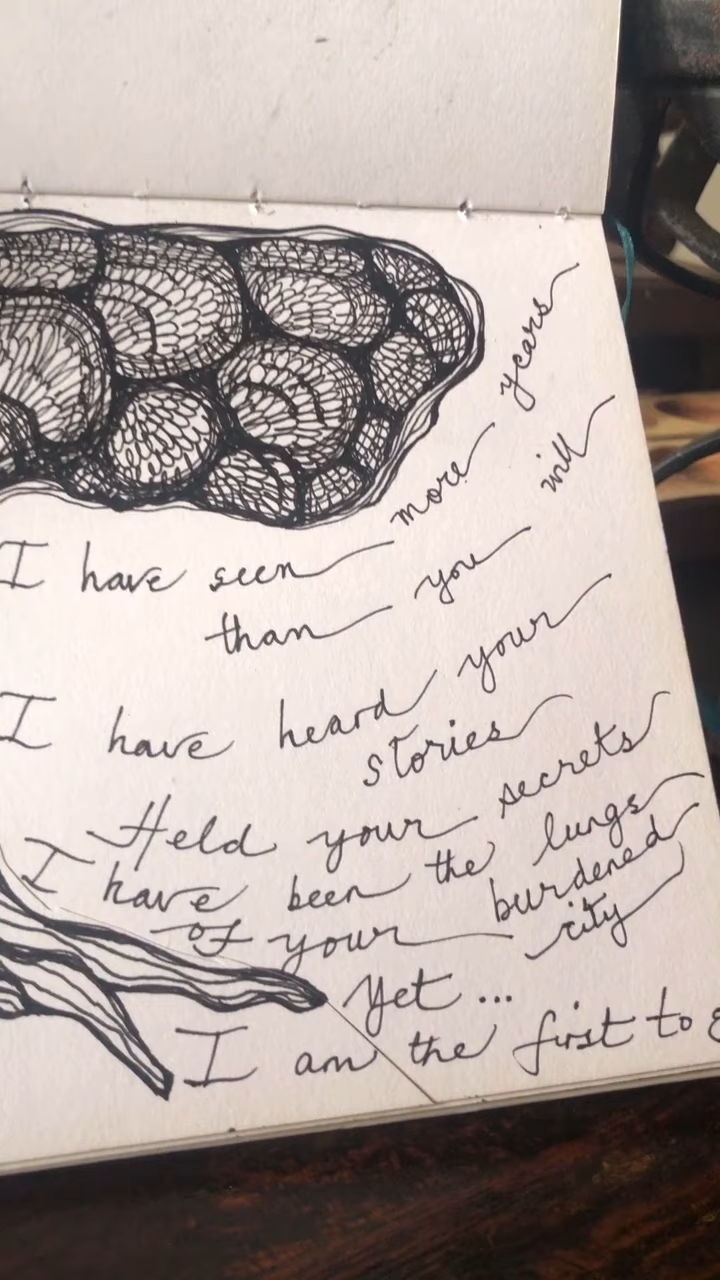 I have seen more years
than you will
I have heard your
stories
Held your secrets
I have been the lungs
of your burdened
city
Yet...
I am the first to